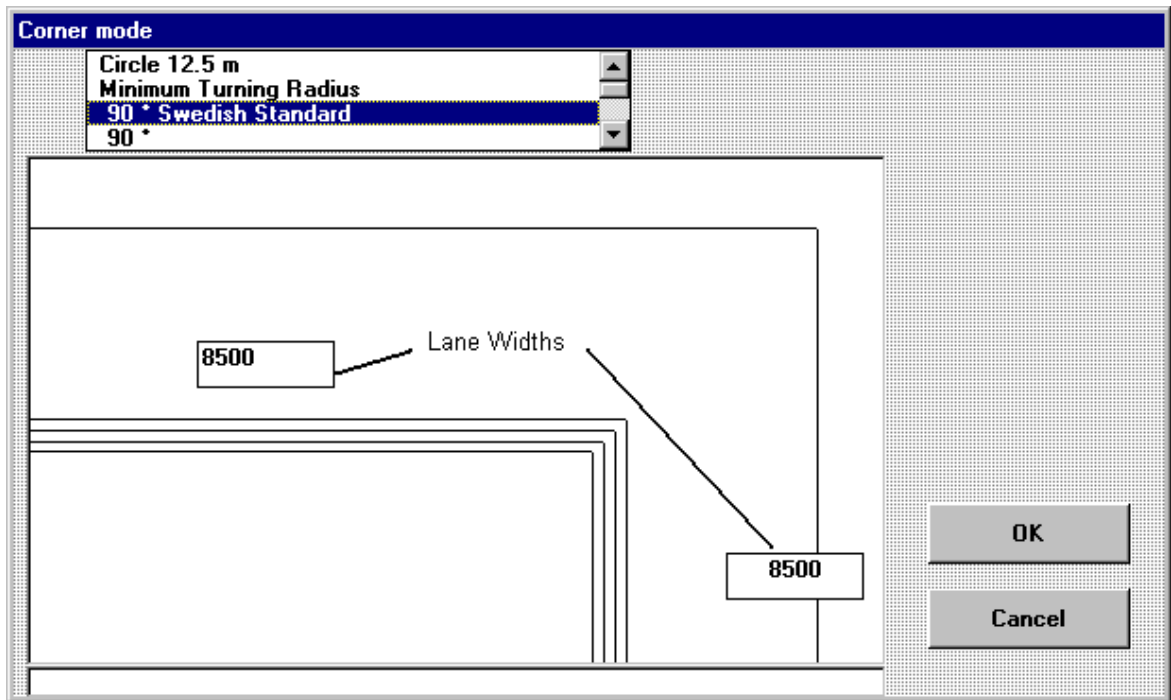 Corner mode
Circle 12.5 m
Minimum Turning Radius
90 * Swedish Standard
90 *
Lane Widths
8500
8500
OK
Cancel